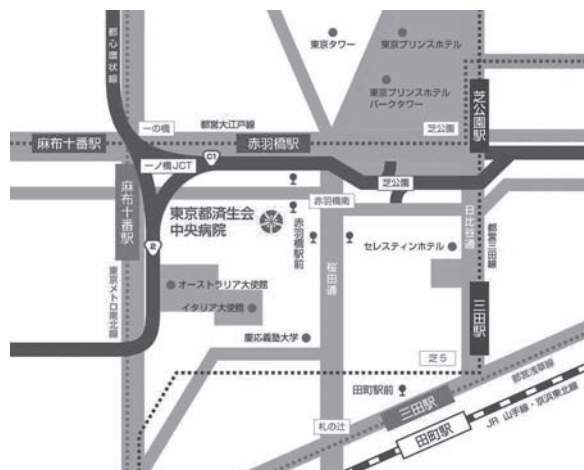 都心環状線
東京タワー
東京プリンスホテル
東京プリンスホテル
パークタワー
芝公園駅
一の橋
都営大江戸線
芝公園
麻布十番駅
赤羽橋駅
一ノ橋JCT
C1
麻布十番駅
芝公園
赤羽橋南
東京都済生会
中央病院
赤羽橋駅前
桜田通
日比谷通
都営三田線
セレスティンホテル
2
東京メトロ南北線
オーストラリア大使館
イタリア大使館
三田駅
慶応義塾大学
芝5
都営浅草線
田町駅前
三田駅
札の辻
田町駅
JR 山手線・京浜東北線